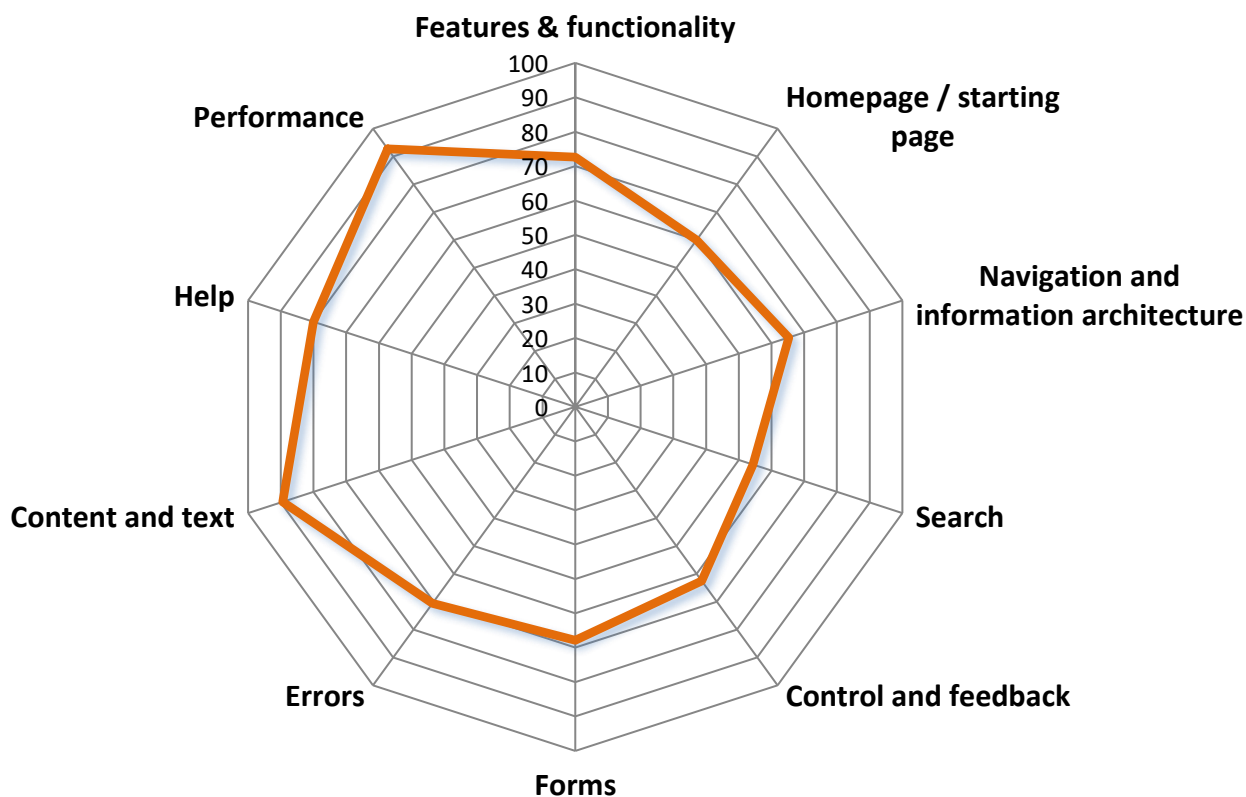 Features & functionality
100
90
80
70
60
50
40
30
20
10
0
Homepage / starting
page
Navigation and
information architecture
Search
Control and feedback
Forms
Errors
Content and text
Help
Performance